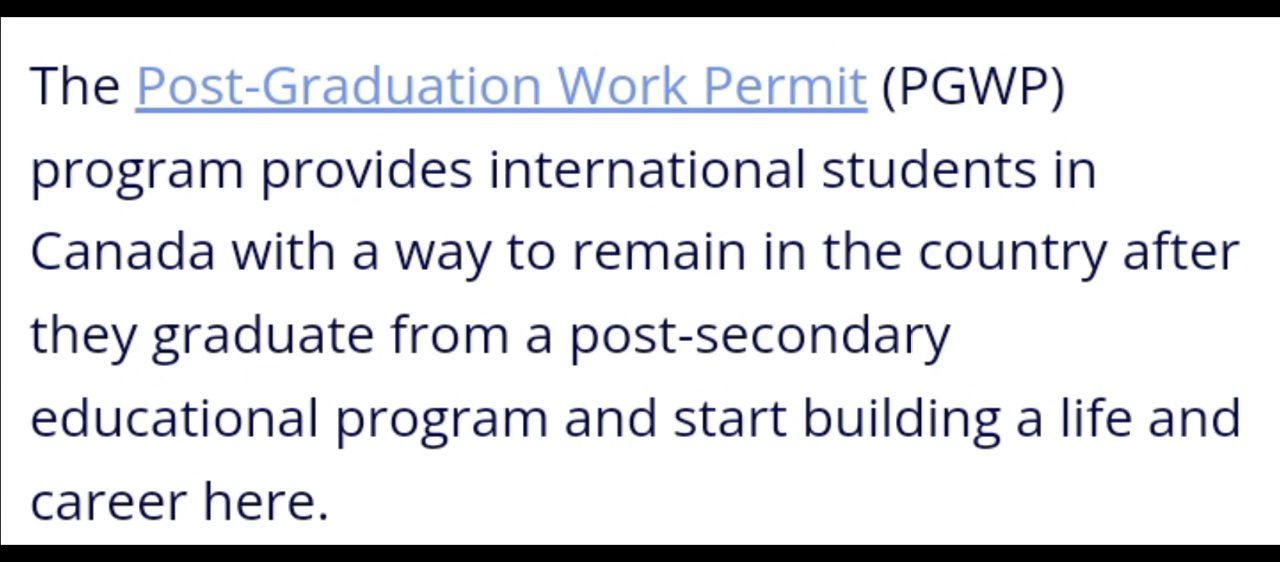 The Post-Graduation Work Permit (PGWP)
program provides international students in
Canada with a way to remain in the country after
they graduate from a post-secondary
educational program and start building a life and
career here.